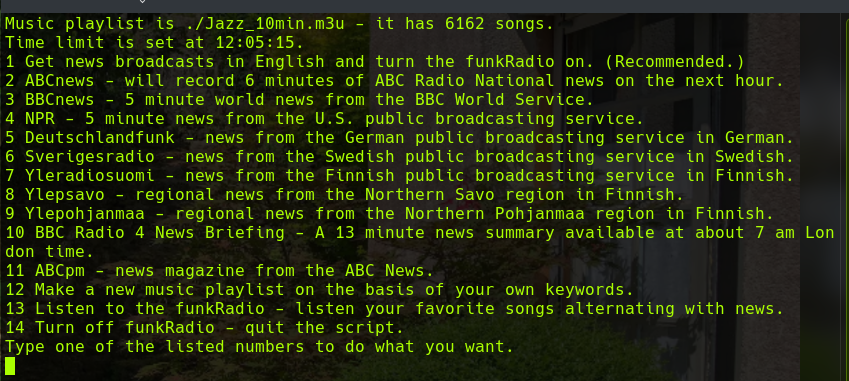 Music playlist is ./Jazz_10min.m3u - it has 6162 songs.
Time limit is set at 12:05:15.
1 Get news broadcasts in English and turn the funkRadio on. (Recommended.)
2 ABCnews - will record 6 minutes of ABC Radio National news on the next hour.
3 BBCnews - 5 minute world news from the BBC World Service.
4 NPR - 5 minute news from the U.S. public broadcasting service.
5 Deutschlandfunk - news from the German public broadcasting service in German.
6 Sverigesradio - news from the Swedish public broadcasting service in Swedish.
7 Yleradiosuomi - news from the Finnish public broadcasting service in Finnish.
8 Ylepsavo - regional news from the Northern Savo region in Finnish.
9 Ylepohjanmaa - regional news from the Northern Pohjanmaa region in Finnish.
10 BBC Radio 4 News Briefing - A 13 minute news summary available at about 7 am Lon
don time.
11 ABCpm - news magazine from the ABC News.
12 Make a new music playlist on the basis of your own keywords.
13 Listen to the funkRadio - listen your favorite songs alternating with news.
14 Turn off funkRadio - quit the script.
Type one of the listed numbers to do what you want.